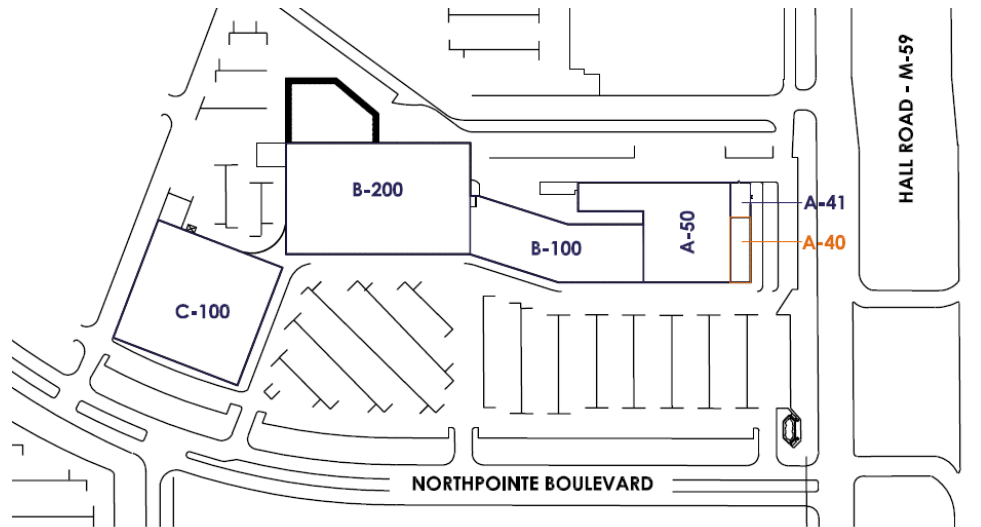 HALL ROAD - M-59
B-200
A-41
A-50
A-40
B-100
C-100
NORTHPOINTE BOULEVARD